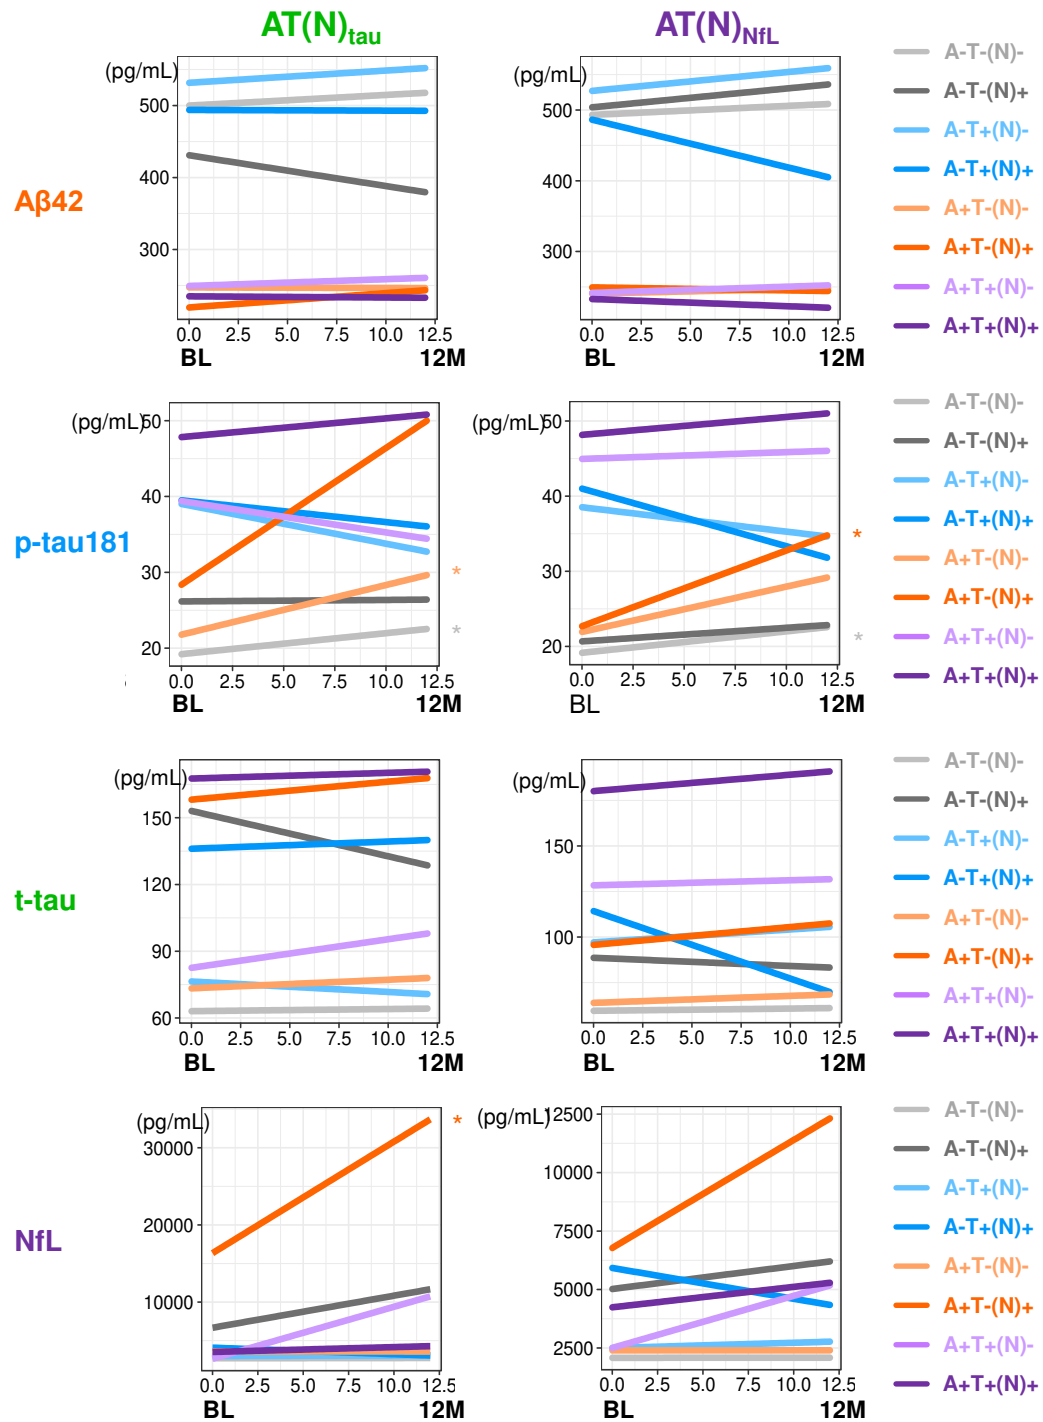 AT(N)tau AT(N)NfL
Aβ42
(pg/mL)
500
400
300
0.0 2.5 5.0 7.5 10.0 12.5
BL 12M
(pg/mL)
500
400
300
0.0 2.5 5.0 7.5 10.0 12.5
BL 12M
A-T-(N)-
A-T-(N)+
A-T+(N)-
A-T+(N)+
A+T-(N)-
A+T-(N)+
A+T+(N)-
A+T+(N)+
p-tau181
(pg/mL)
50
40
30
20
*
*
0.0 2.5 5.0 7.5 10.0 12.5
BL 12M
(pg/mL)
50
40
30
20
*
*
0.0 2.5 5.0 7.5 10.0 12.5
BL 12M
A-T-(N)-
A-T-(N)+
A-T+(N)-
A-T+(N)+
A+T-(N)-
A+T-(N)+
A+T+(N)-
A+T+(N)+
t-tau
(pg/mL)
150
120
90
60
0.0 2.5 5.0 7.5 10.0 12.5
BL 12M
(pg/mL)
150
100
0.0 2.5 5.0 7.5 10.0 12.5
BL 12M
A-T-(N)-
A-T-(N)+
A-T+(N)-
A-T+(N)+
A+T-(N)-
A+T-(N)+
A+T+(N)-
A+T+(N)+
NfL
(pg/mL)
30000
20000
10000
*
0.0 2.5 5.0 7.5 10.0 12.5
BL 12M
(pg/mL)
12500
10000
7500
5000
2500
0.0 2.5 5.0 7.5 10.0 12.5
BL 12M
A-T-(N)-
A-T-(N)+
A-T+(N)-
A-T+(N)+
A+T-(N)-
A+T-(N)+
A+T+(N)-
A+T+(N)+